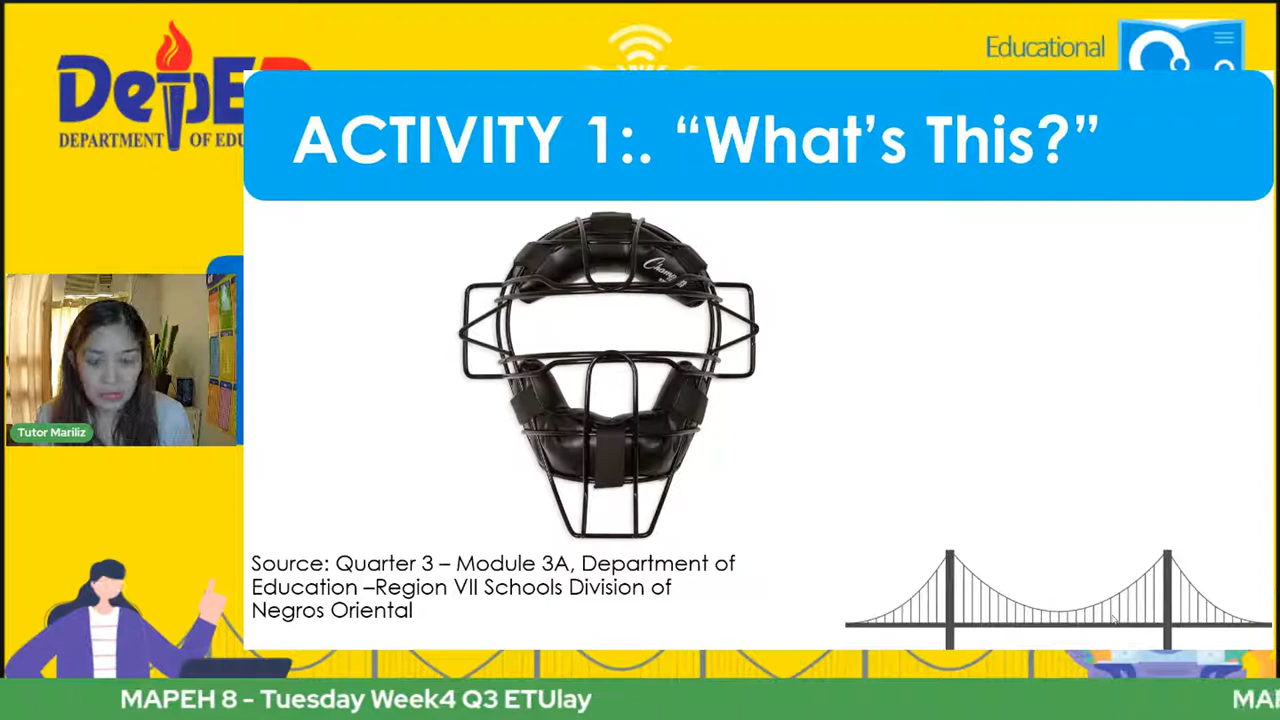 DepED
DEPARTMENT OF EDU
Educational
ACTIVITY 1:. “What’s This?”
Tutor Mariliz
Source: Quarter 3 – Module 3A, Department of
Education –Region VII Schools Division of
Negros Oriental
MAPEH 8 - Tuesday Week4 Q3 ETUlay
MAP